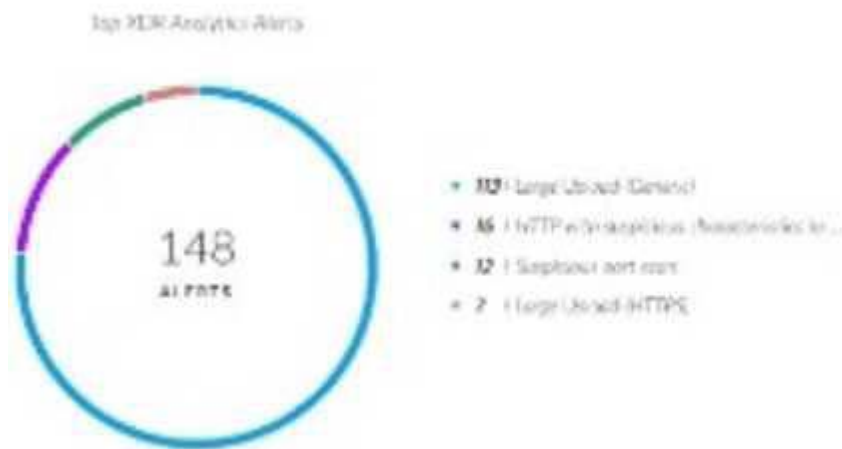 Top XDR Analytics Alerts
148
ALERTS
113 | Large Upload (Generic)
16 | HTTP with suspicious characteristics to ...
12 | Suspicious port scan
7 | Large Upload (HTTPS)